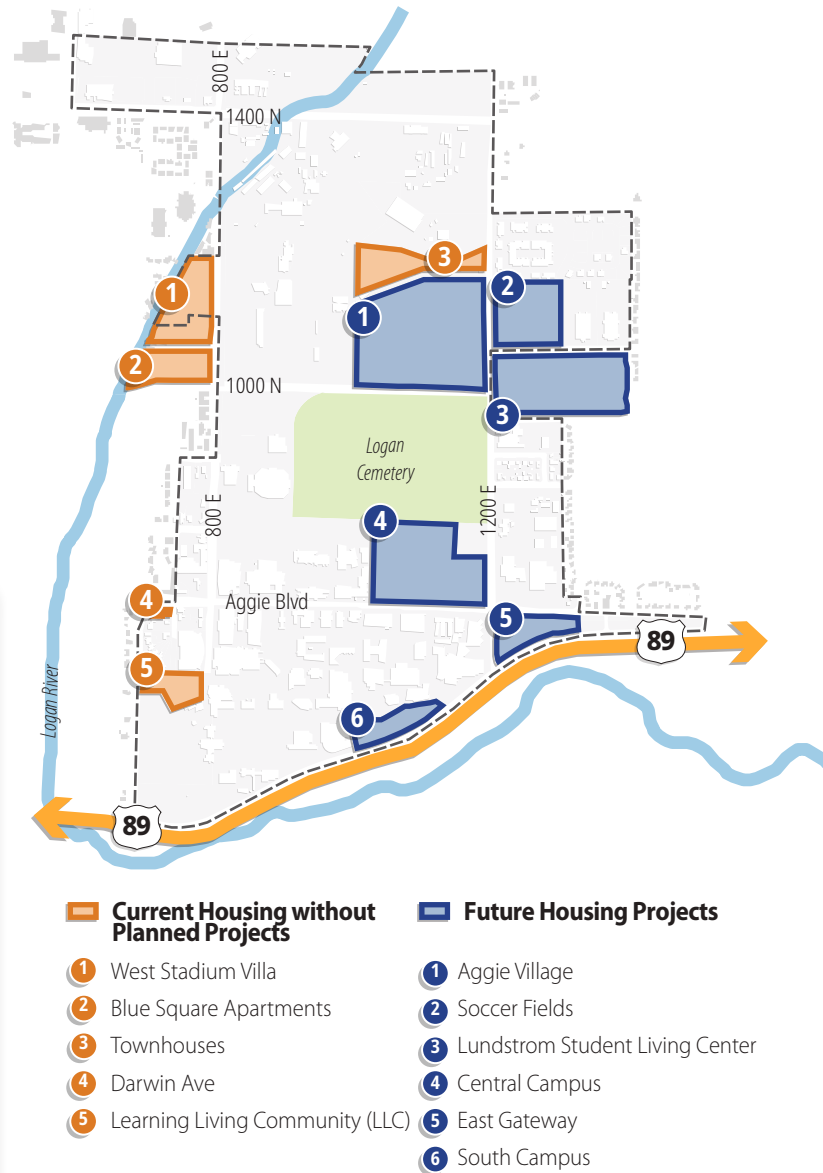 800 E
1400 N
3
1
2
1
2
1000 N
3
Logan
Cemetery
800 E
1200 E
4
4
Aggie Blvd
5
89
5
Logan River
6
89
Current Housing without
Planned Projects
1 West Stadium Villa
2 Blue Square Apartments
3 Townhouses
4 Darwin Ave
5 Learning Living Community (LLC)
Future Housing Projects
1 Aggie Village
2 Soccer Fields
3 Lundstrom Student Living Center
4 Central Campus
5 East Gateway
6 South Campus